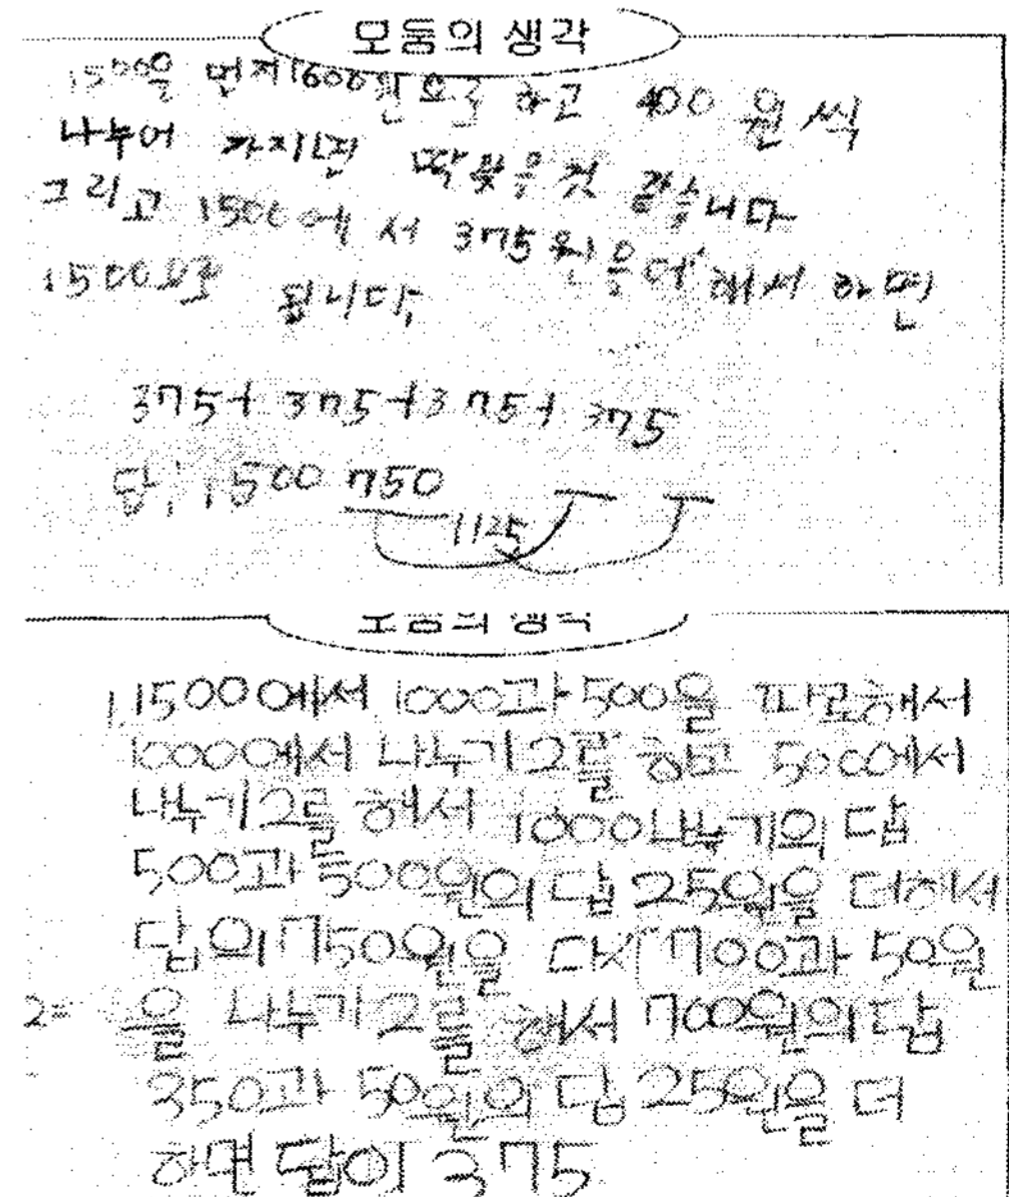 모둠의 생각
1500을 먼저 1600원으로 하고 400원씩
나누어 가지면 딱 맞을 것 같습니다
그리고 1500에서 375원을 더해서 하면
1500으로 됩니다,
375+375+375+375
답: 1500 750
1125
모둠의 생각
1.1500에서 1000과 500을 따로해서
1000에서 나누기2를 하고 500에서
나누기2를 해서 1000나누기의 답
500과 500원의 답 25원을 더해서
답의 750원을 다시 700과 50원
2= 을 나누기2를 해서 700원의 답
350과 50원의 답 25원을 더
하면 답이 375